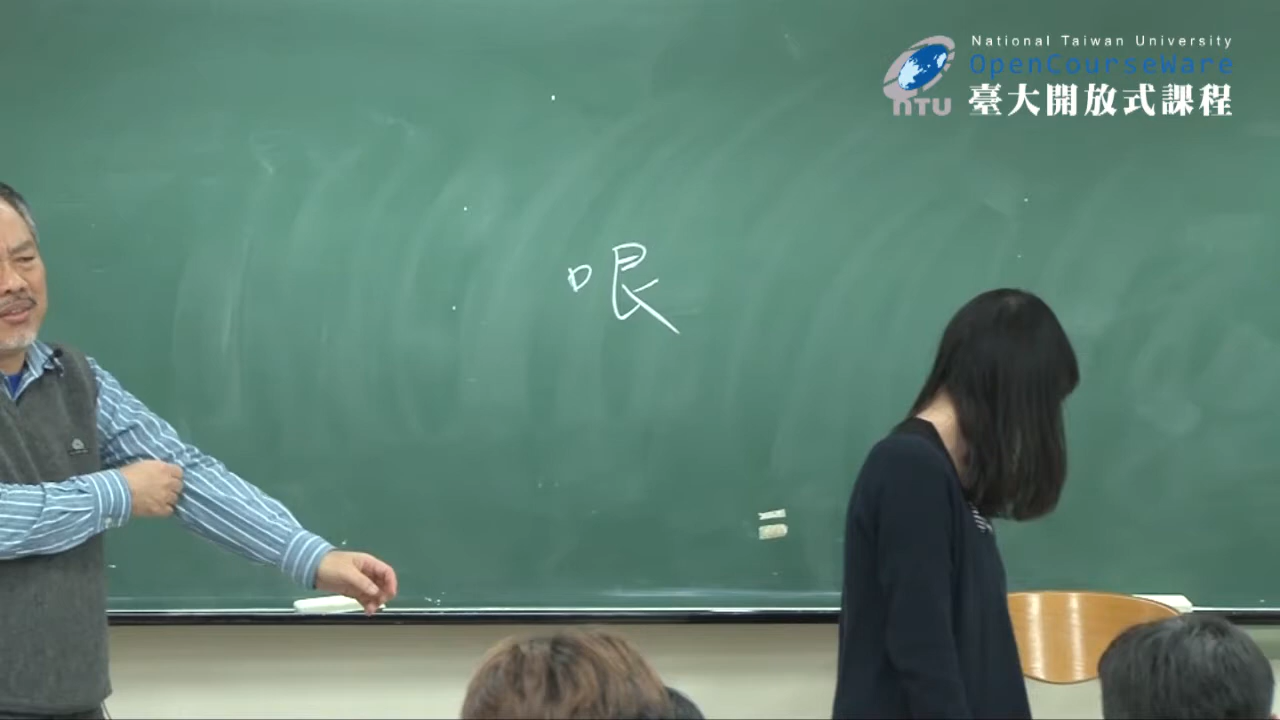 National Taiwan University
OpenCourseWare
NTU 臺大開放式課程
哏